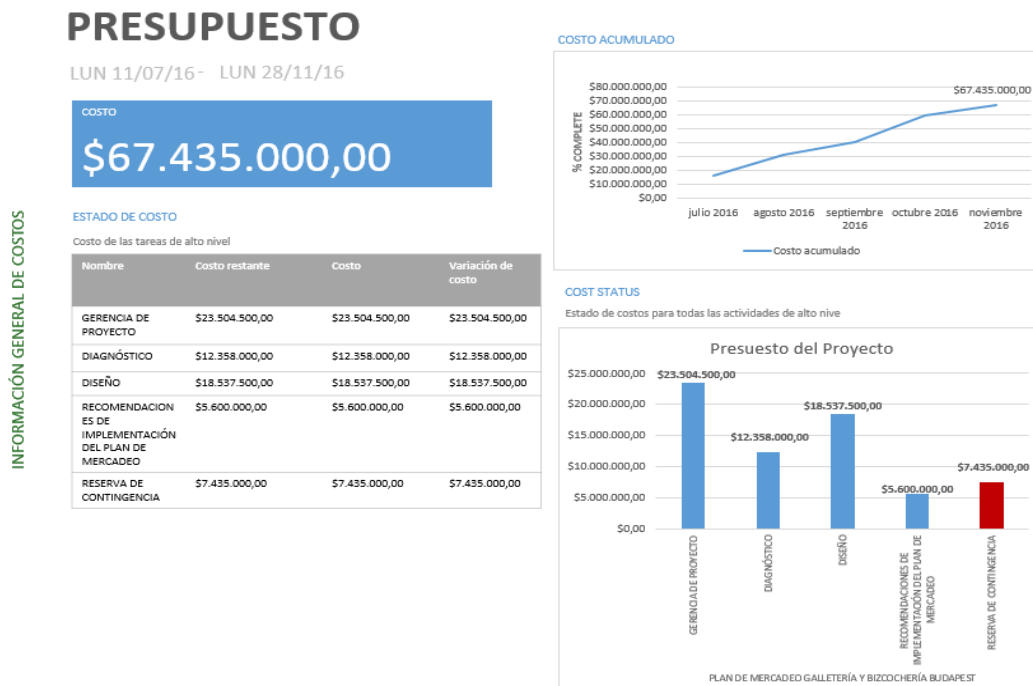 PRESUPUESTO
LUN 11/07/16 - LUN 28/11/16
COSTO
$67.435.000,00
INFORMACIÓN GENERAL DE COSTOS
ESTADO DE COSTO
Costo de las tareas de alto nivel
Nombre Costo restante Costo Variación de
costo
GERENCIA DE $23.504.500,00 $23.504.500,00 $23.504.500,00
PROYECTO
DIAGNÓSTICO $12.358.000,00 $12.358.000,00 $12.358.000,00
DISEÑO $18.537.500,00 $18.537.500,00 $18.537.500,00
RECOMENDACION $5.600.000,00 $5.600.000,00 $5.600.000,00
ES DE
IMPLEMENTACIÓN
DEL PLAN DE
MERCADEO
RESERVA DE $7.435.000,00 $7.435.000,00 $7.435.000,00
CONTINGENCIA
COSTO ACUMULADO
% COMPLETE
$80.000.000,00
$70.000.000,00
$60.000.000,00
$50.000.000,00
$40.000.000,00
$30.000.000,00
$20.000.000,00
$10.000.000,00
$0,00
$67.435.000,00
julio 2016 agosto 2016 septiembre octubre 2016 noviembre
2016 2016
Costo acumulado
COST STATUS
Estado de costos para todas las actividades de alto nive
Presuesto del Proyecto
$25.000.000,00
$20.000.000,00
$15.000.000,00
$10.000.000,00
$5.000.000,00
$0,00
$23.504.500,00
$12.358.000,00
$18.537.500,00
$5.600.000,00
$7.435.000,00
GERENCIA DE PROYECTO
DIAGNÓSTICO
DISEÑO
RECOMENDACIONES DE
IMPLEMENTACIÓN DEL PLAN DE
MERCADEO
RESERVA DE CONTINGENCIA
PLAN DE MERCADEO GALLETERÍA Y BIZCOCHERÍA BUDAPEST